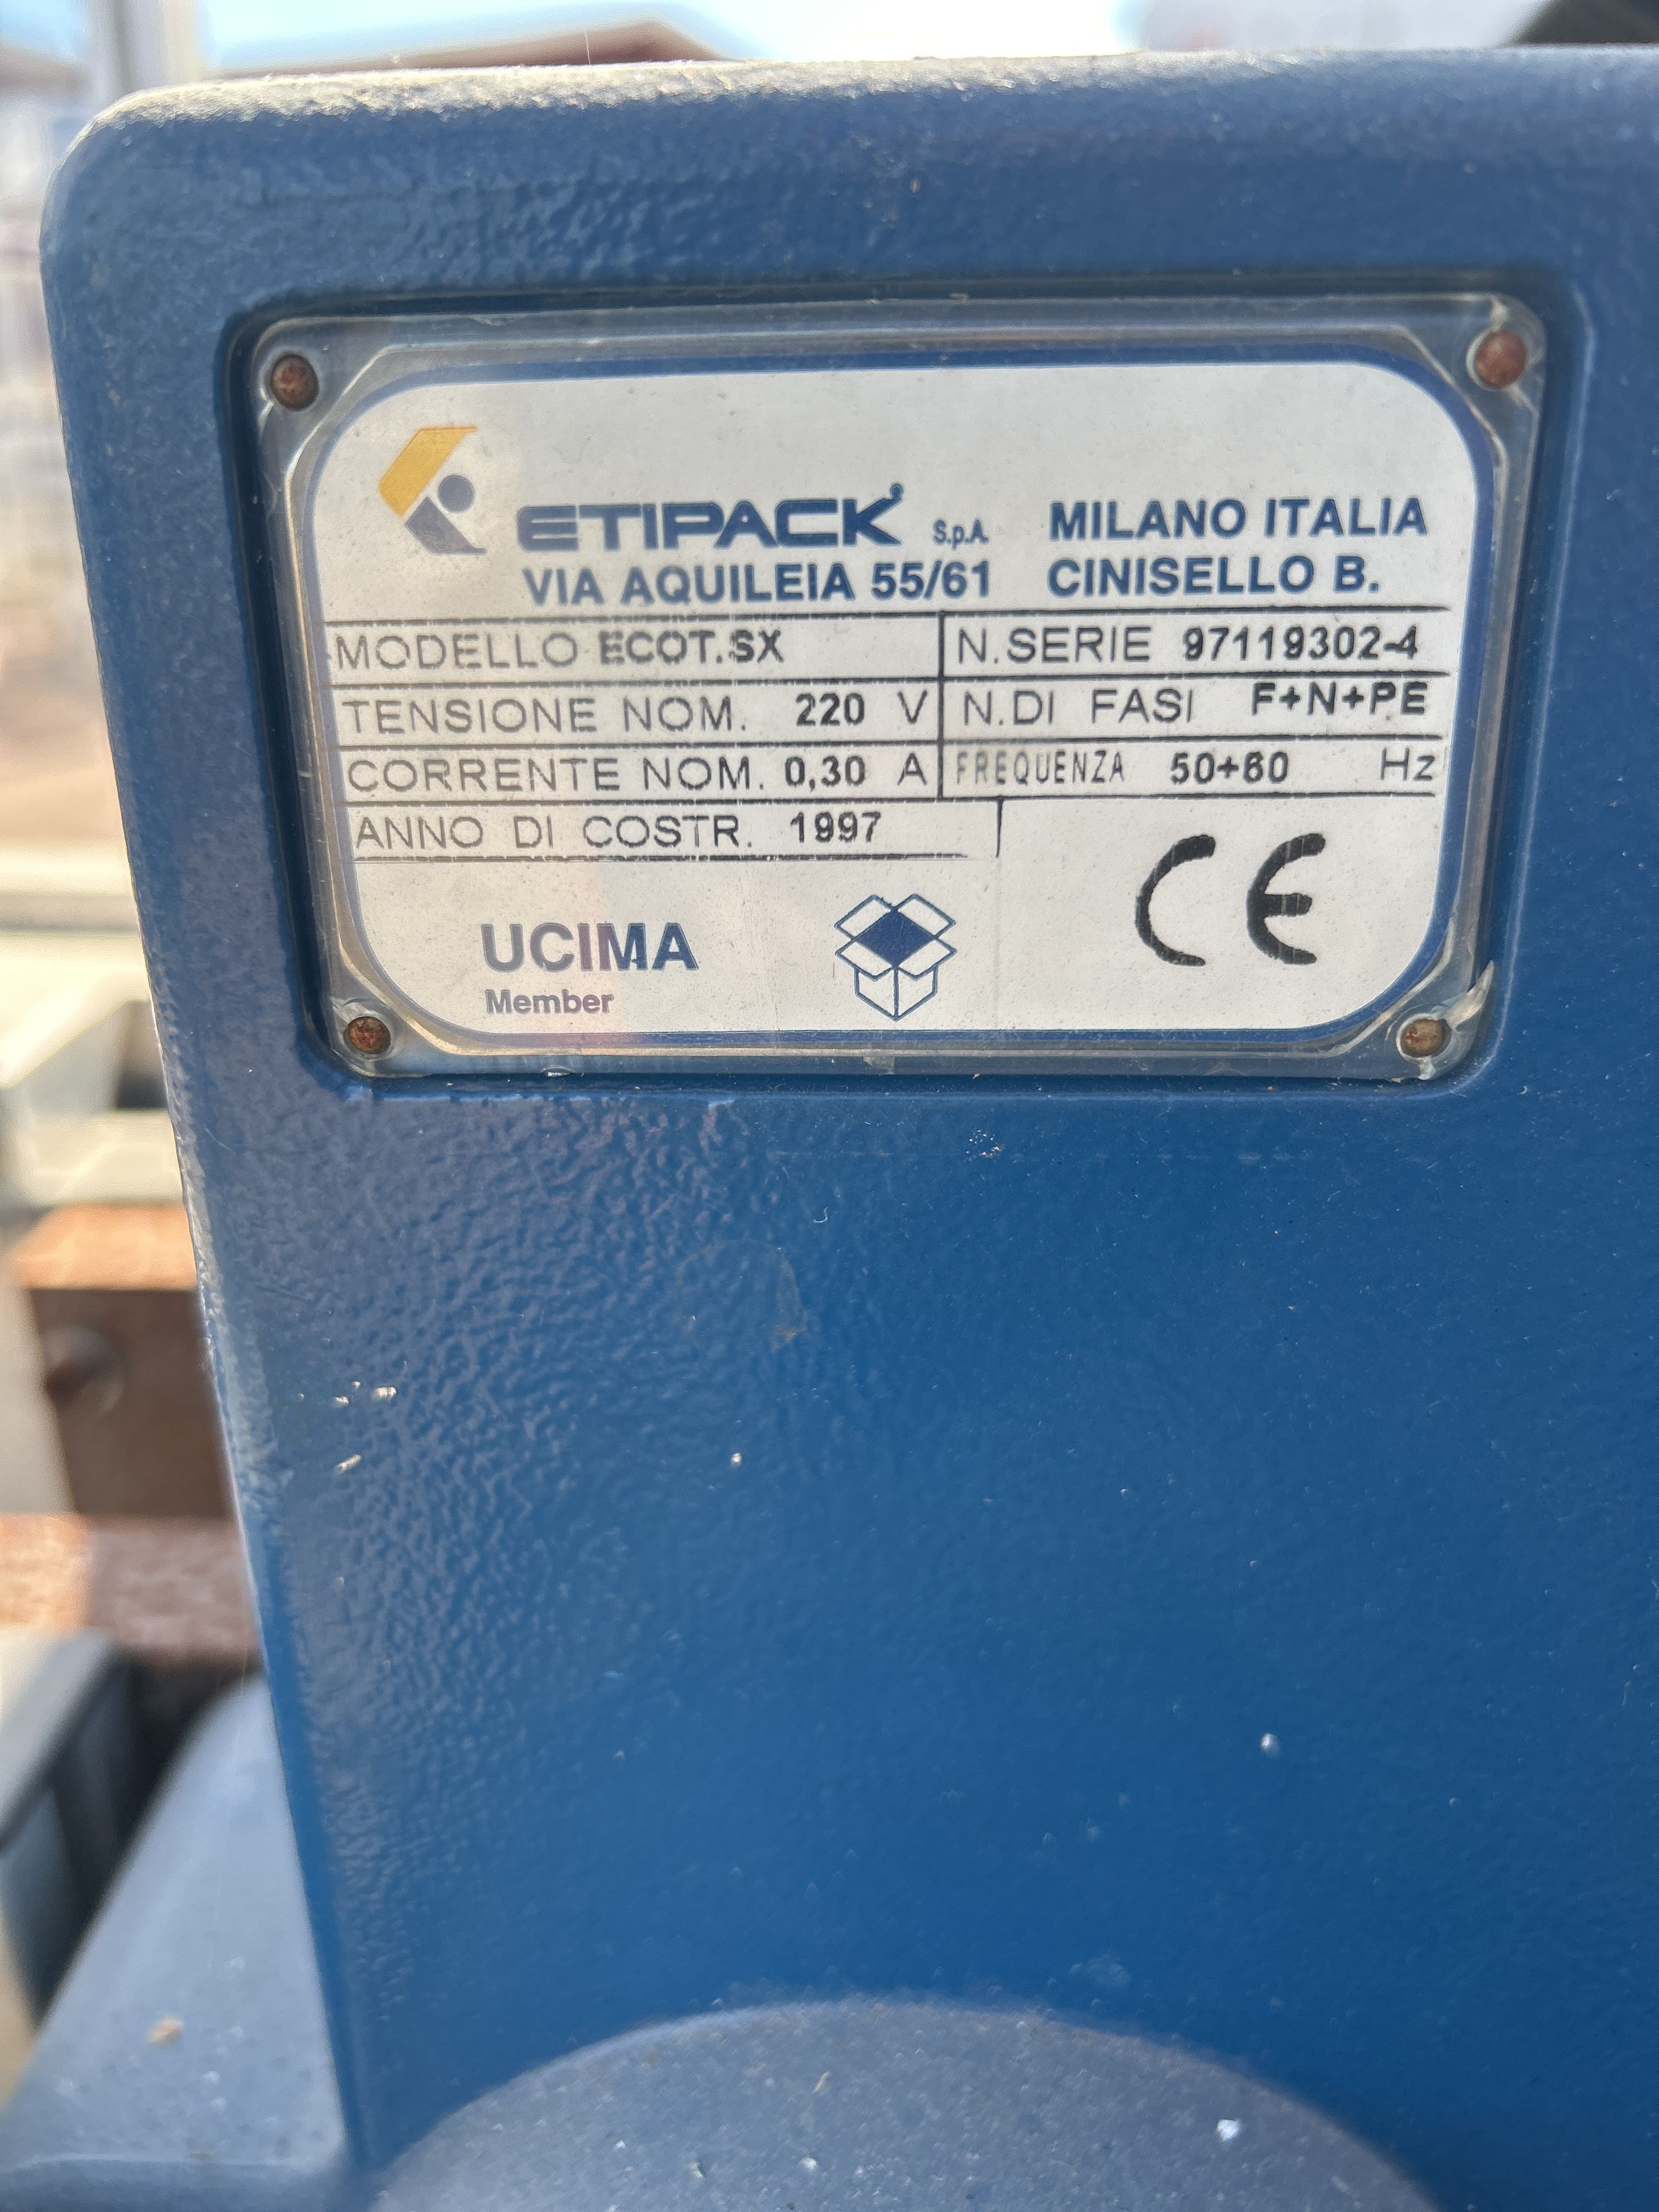 ETIPACK S.p.A. MILANO ITALIA
VIA AQUILEIA 55/61 CINISELLO B.
MODELLO ECOT.SX N.SERIE 97119302-4
TENSIONE NOM. 220 V N.DI FASI F+N+PE
CORRENTE NOM. 0,30 A FREQUENZA 50+60 Hz
ANNO DI COSTR. 1997
CE
UCIMA
Member